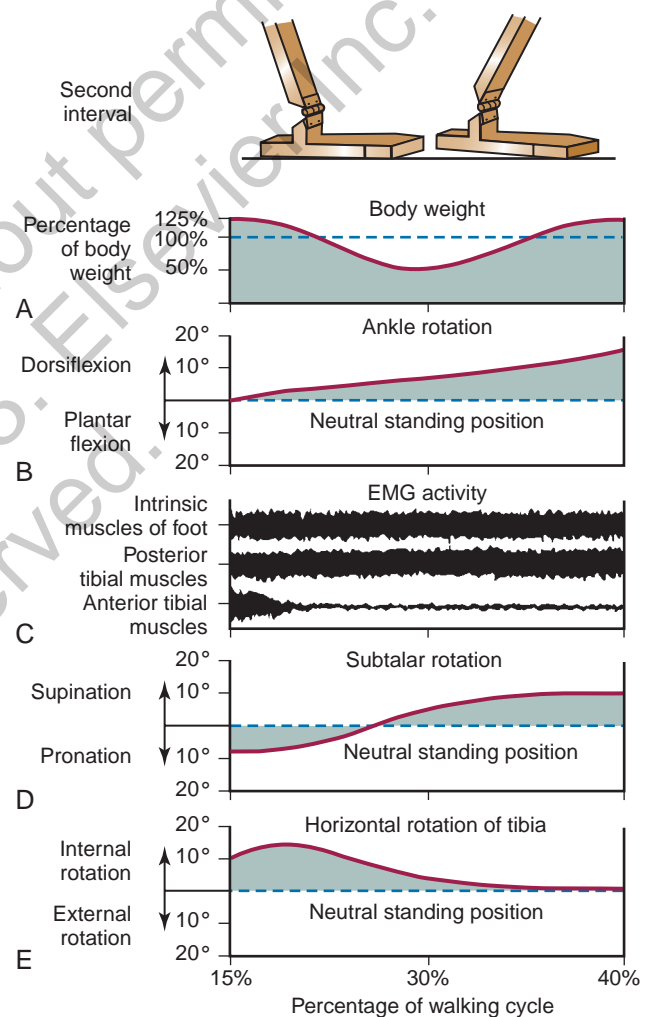 Second
interval
Body weight
Percentage
of body
weight
125%
100%
50%
A
Ankle rotation
20°
10°
Dorsiflexion
Plantar
flexion
Neutral standing position
10°
20°
B
EMG activity
Intrinsic
muscles of foot
Posterior
tibial muscles
Anterior tibial
muscles
C
Subtalar rotation
20°
10°
Supination
Pronation
Neutral standing position
10°
20°
D
Horizontal rotation of tibia
20°
10°
Internal
rotation
External
rotation
Neutral standing position
10°
20°
E
15%
30%
40%
Percentage of walking cycle
Elsevier Inc.